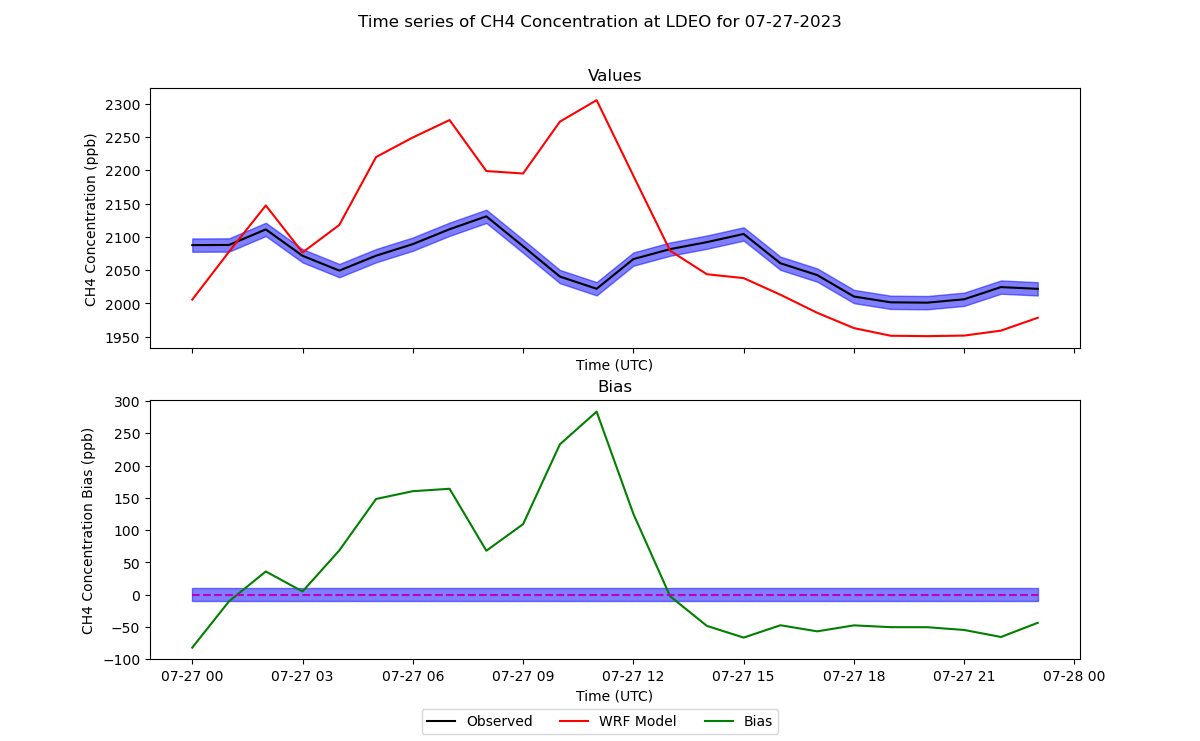 Time series of CH4 Concentration at LDEO for 07-27-2023
Values
CH4 Concentration (ppb)
2300
2250
2200
2150
2100
2050
2000
1950
Time (UTC)
Bias
CH4 Concentration Bias (ppb)
300
250
200
150
100
50
0
−50
−100
07-27 00 07-27 03 07-27 06 07-27 09 07-27 12 07-27 15 07-27 18 07-27 21 07-28 00
Time (UTC)
Observed WRF Model Bias